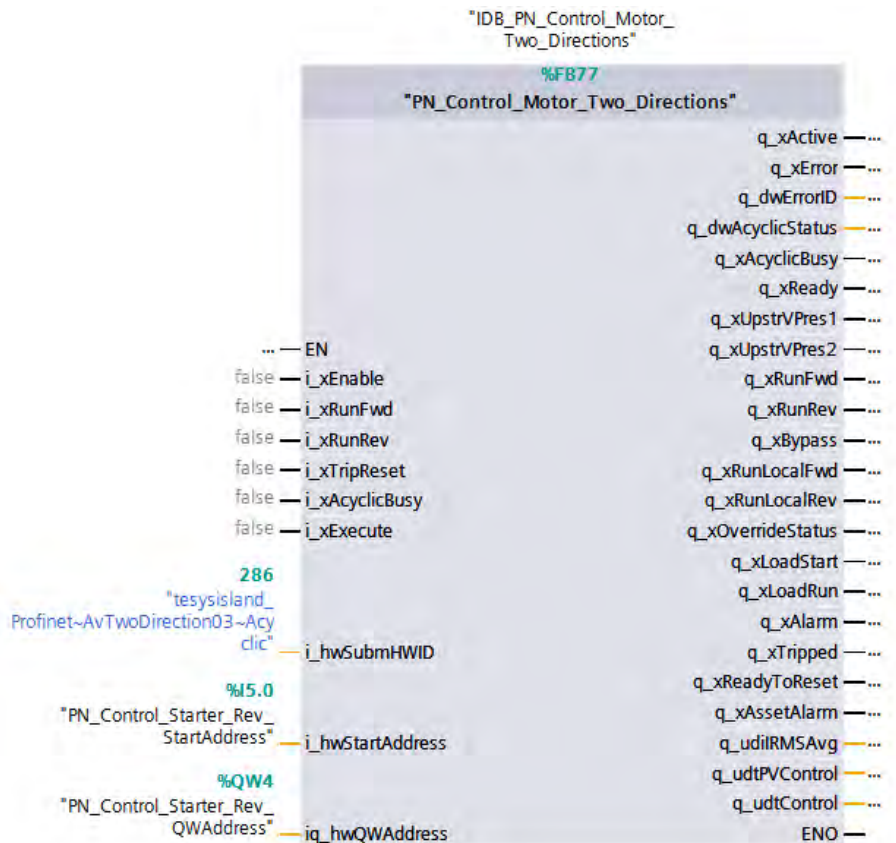 "IDB_PN_Control_Motor_
Two_Directions"
%FB77
"PN_Control_Motor_Two_Directions"
q_xActive ...
q_xError ...
q_dwErrorID ...
q_dwAcyclicStatus ...
q_xAcyclicBusy ...
q_xReady ...
q_xUpstrVPres1 ...
... EN q_xUpstrVPres2 ...
false i_xEnable q_xRunFwd ...
false i_xRunFwd q_xRunRev ...
false i_xRunRev q_xBypass ...
false i_xTripReset q_xRunLocalFwd ...
false i_xAcyclicBusy q_xRunLocalRev ...
false i_xExecute q_xOverrideStatus ...
q_xLoadStart ...
286
"tesysisland_
Profinet~AvTwoDirection03~Acy
clic" i_hwSubmHWID
q_xLoadRun ...
q_xAlarm ...
q_xTripped ...
q_xReadyToReset ...
%I5.0
"PN_Control_Starter_Rev_
StartAddress" i_hwStartAddress
q_xAssetAlarm ...
q_udiIRMSAvg ...
q_udtPVControl ...
%QW4
"PN_Control_Starter_Rev_
QWAddress" iq_hwQWAddress
q_udtControl ...
ENO